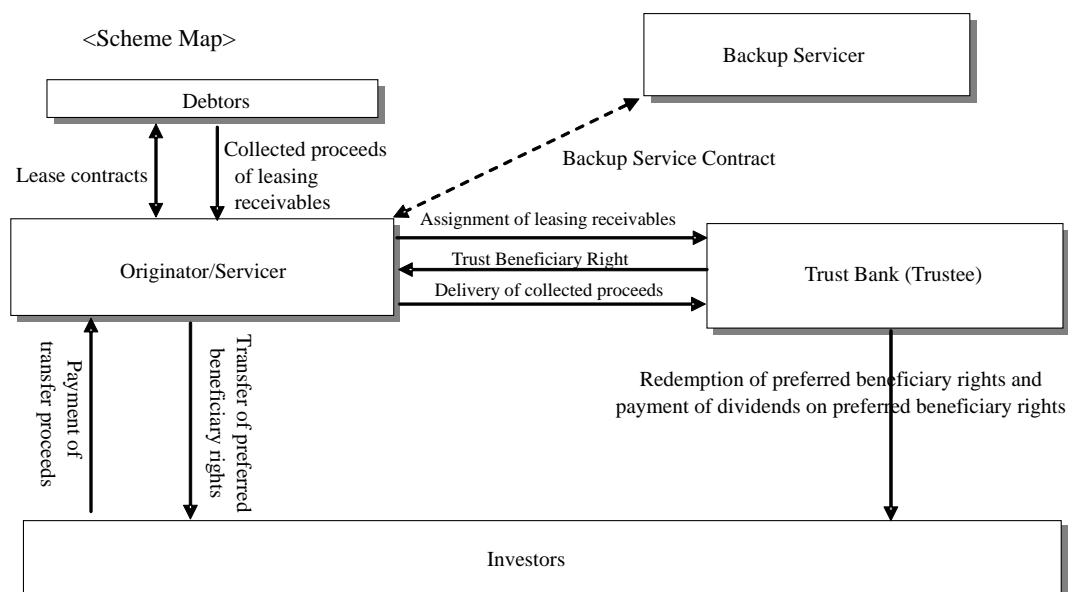 <Scheme Map>
Backup Servicer
Debtors
Lease contracts
Collected proceeds
of leasing
receivables
Backup Service Contract
Originator/Servicer
Assignment of leasing receivables
Trust Beneficiary Right
Delivery of collected proceeds
Trust Bank (Trustee)
Payment of
transfer proceeds
Transfer of preferred
beneficiary rights
Redemption of preferred beneficiary rights and
payment of dividends on preferred beneficiary rights
Investors